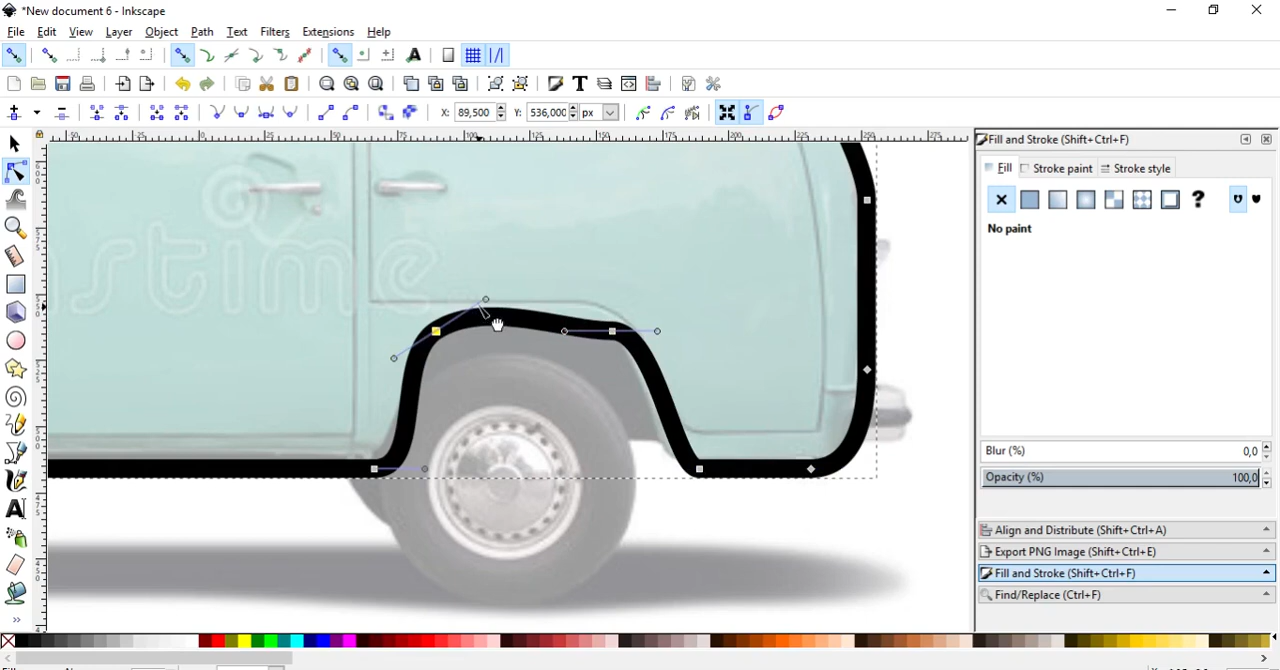 *New document 6 - Inkscape
File Edit View Layer Object Path Text Filters Extensions Help
X: 89,500 Y: 536,000 px
Fill and Stroke (Shift+Ctrl+F)
Fill Stroke paint Stroke style
No paint
stime
Blur (%) 0,0
Opacity (%) 100,0
Align and Distribute (Shift+Ctrl+A)
Export PNG Image (Shift+Ctrl+E)
Fill and Stroke (Shift+Ctrl+F)
Find/Replace (Ctrl+F)